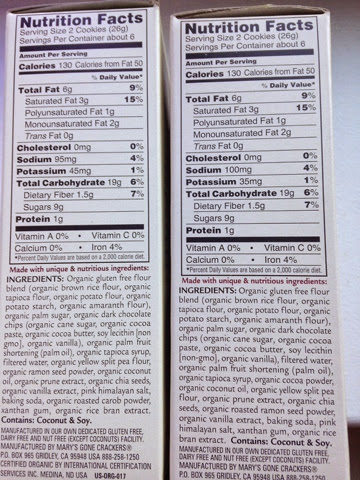 Nutrition Facts
Serving Size 2 Cookies (26g)
Servings Per Container about 6
Amount Per Serving
Calories 130 Calories from Fat 50
% Daily Value*
Total Fat 6g 9%
Saturated Fat 3g 15%
Polyunsaturated Fat 1g
Monounsaturated Fat 2g
Trans Fat 0g
Cholesterol 0mg 0%
Sodium 95mg 4%
Potassium 45mg 1%
Total Carbohydrate 19g 6%
Dietary Fiber 1.5g 7%
Sugars 9g
Protein 1g
Vitamin A 0% • Vitamin C 0%
Calcium 0% • Iron 4%
*Percent Daily Values are based on a 2,000 calorie diet.
Made with unique & nutritious ingredients:
INGREDIENTS: Organic gluten free flour
blend (organic brown rice flour, organic
tapioca flour, organic potato flour, organic
potato starch, organic amaranth flour),
organic palm sugar, organic dark chocolate
chips (organic cane sugar, organic cocoa
paste, organic cocoa butter, soy lecithin [non
gmo], organic vanilla), organic palm fruit
shortening (palm oil), organic tapioca syrup,
filtered water, organic yellow split pea flour,
organic ramon seed powder, organic coconut
oil, organic prune extract, organic chia seeds,
organic vanilla extract, pink himalayan salt,
baking soda, organic roasted carob powder,
xanthan gum, organic rice bran extract.
Contains: Coconut & Soy.
MANUFACTURED IN OUR OWN DEDICATED GLUTEN FREE,
DAIRY FREE AND NUT FREE (EXCEPT COCONUTS) FACILITY.
MANUFACTURED BY MARY'S GONE CRACKERS®
P.O. BOX 965 GRIDLEY, CA 95948 USA 888-258-1250
CERTIFIED ORGANIC BY INTERNATIONAL CERTIFICATION
SERVICES INC. MEDINA, ND USA US-ORG-017
Nutrition Facts
Serving Size 2 Cookies (26g)
Servings Per Container about 6
Amount Per Serving
Calories 130 Calories from Fat 50
% Daily Value*
Total Fat 6g 9%
Saturated Fat 3g 15%
Polyunsaturated Fat 1g
Monounsaturated Fat 2g
Trans Fat 0g
Cholesterol 0mg 0%
Sodium 100mg 4%
Potassium 35mg 1%
Total Carbohydrate 19g 6%
Dietary Fiber 1.5g 7%
Sugars 9g
Protein 1g
Vitamin A 0% • Vitamin C 0%
Calcium 0% • Iron 4%
*Percent Daily Values are based on a 2,000 calorie diet.
Made with unique & nutritious ingredients:
INGREDIENTS: Organic gluten free flour
blend (organic brown rice flour, organic
tapioca flour, organic potato flour, organic
potato starch, organic amaranth flour),
organic palm sugar, organic dark chocolate
chips (organic cane sugar, organic cocoa
paste, organic cocoa butter, soy lecithin
[non-gmo], organic vanilla), filtered water,
organic palm fruit shortening (palm oil),
organic tapioca syrup, organic cocoa powder,
organic coconut oil, organic yellow split pea
flour, organic prune extract, organic chia
seeds, organic roasted ramon seed powder,
organic vanilla extract, baking soda, pink
himalayan salt, xanthan gum, organic rice
bran extract. Contains: Coconut & Soy.
MANUFACTURED IN OUR OWN DEDICATED GLUTEN FREE,
DAIRY FREE AND NUT FREE (EXCEPT COCONUTS) FACILITY.
MANUFACTURED BY MARY'S GONE CRACKERS®
P.O. BOX 965 GRIDLEY, CA 95948 USA 888-258-1250